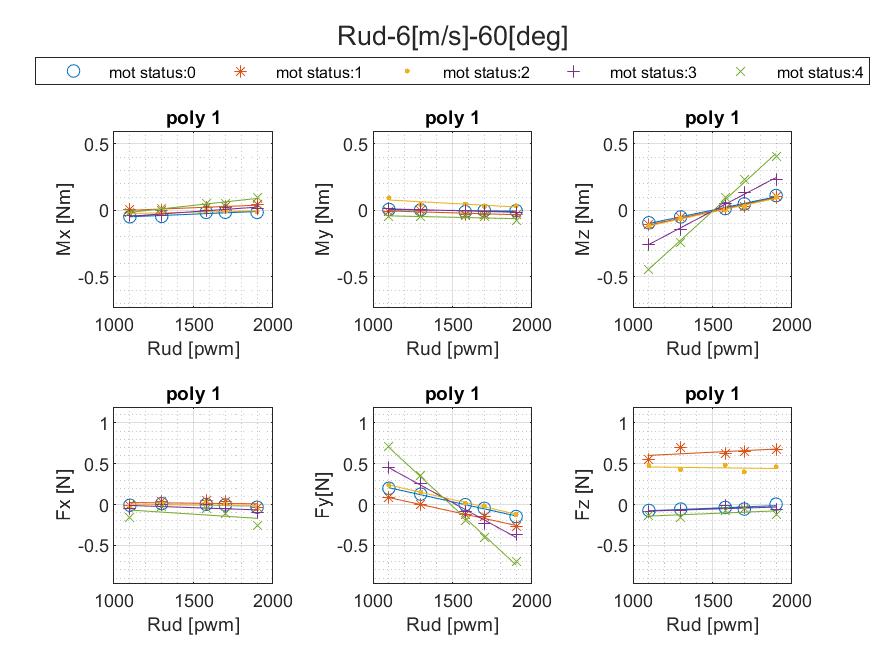 Rud-6[m/s]-60[deg]
mot status:0 mot status:1 mot status:2 mot status:3 mot status:4
poly 1 poly 1 poly 1
0.5 0.5 0.5
Mx [Nm] 0 My [Nm] 0 Mz [Nm] 0
-0.5 -0.5 -0.5
1000 1500 2000 1000 1500 2000 1000 1500 2000
Rud [pwm] Rud [pwm] Rud [pwm]
poly 1 poly 1 poly 1
1 1 1
0.5 0.5 0.5
Fx [N] 0 Fy[N] 0 Fz [N] 0
-0.5 -0.5 -0.5
1000 1500 2000 1000 1500 2000 1000 1500 2000
Rud [pwm] Rud [pwm] Rud [pwm]